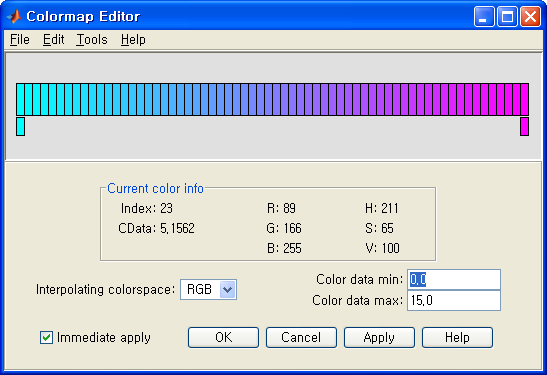 Colormap Editor
File Edit Tools Help
Current color info
Index: 23 R: 89 H: 211
CData: 5,1562 G: 166 S: 65
B: 255 V: 100
Color data min: 0,0
Interpolating colorspace: RGB
Color data max: 15,0
Immediate apply OK Cancel Apply Help